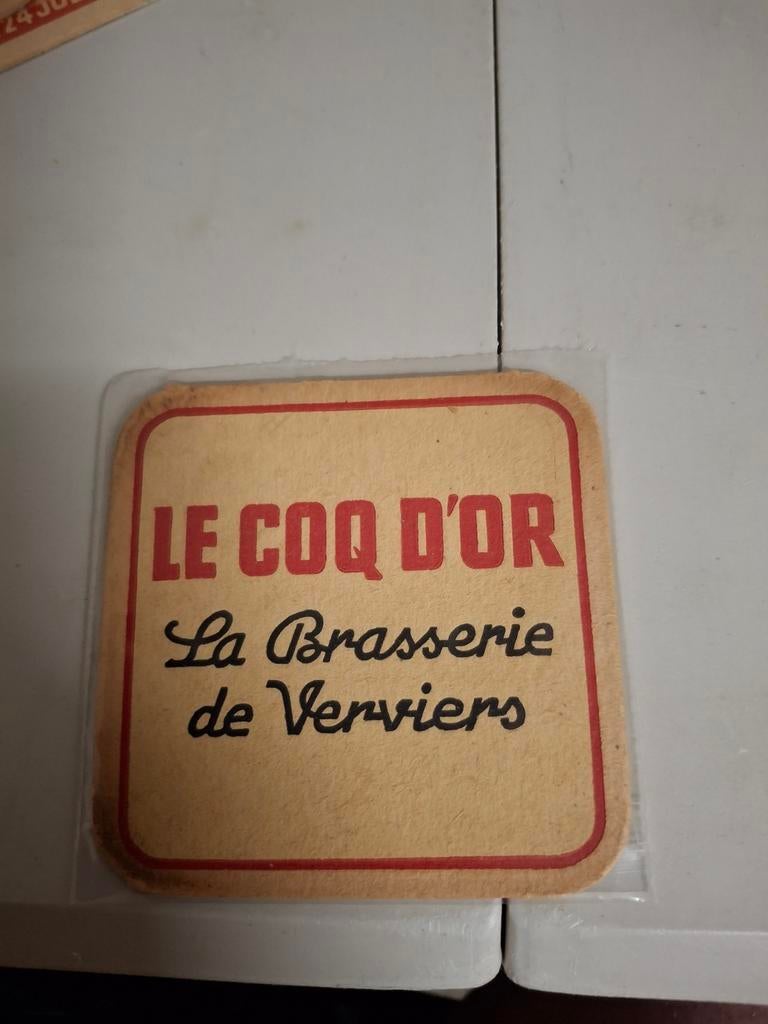 LE COQ D'OR
La Brasserie
de Verviers